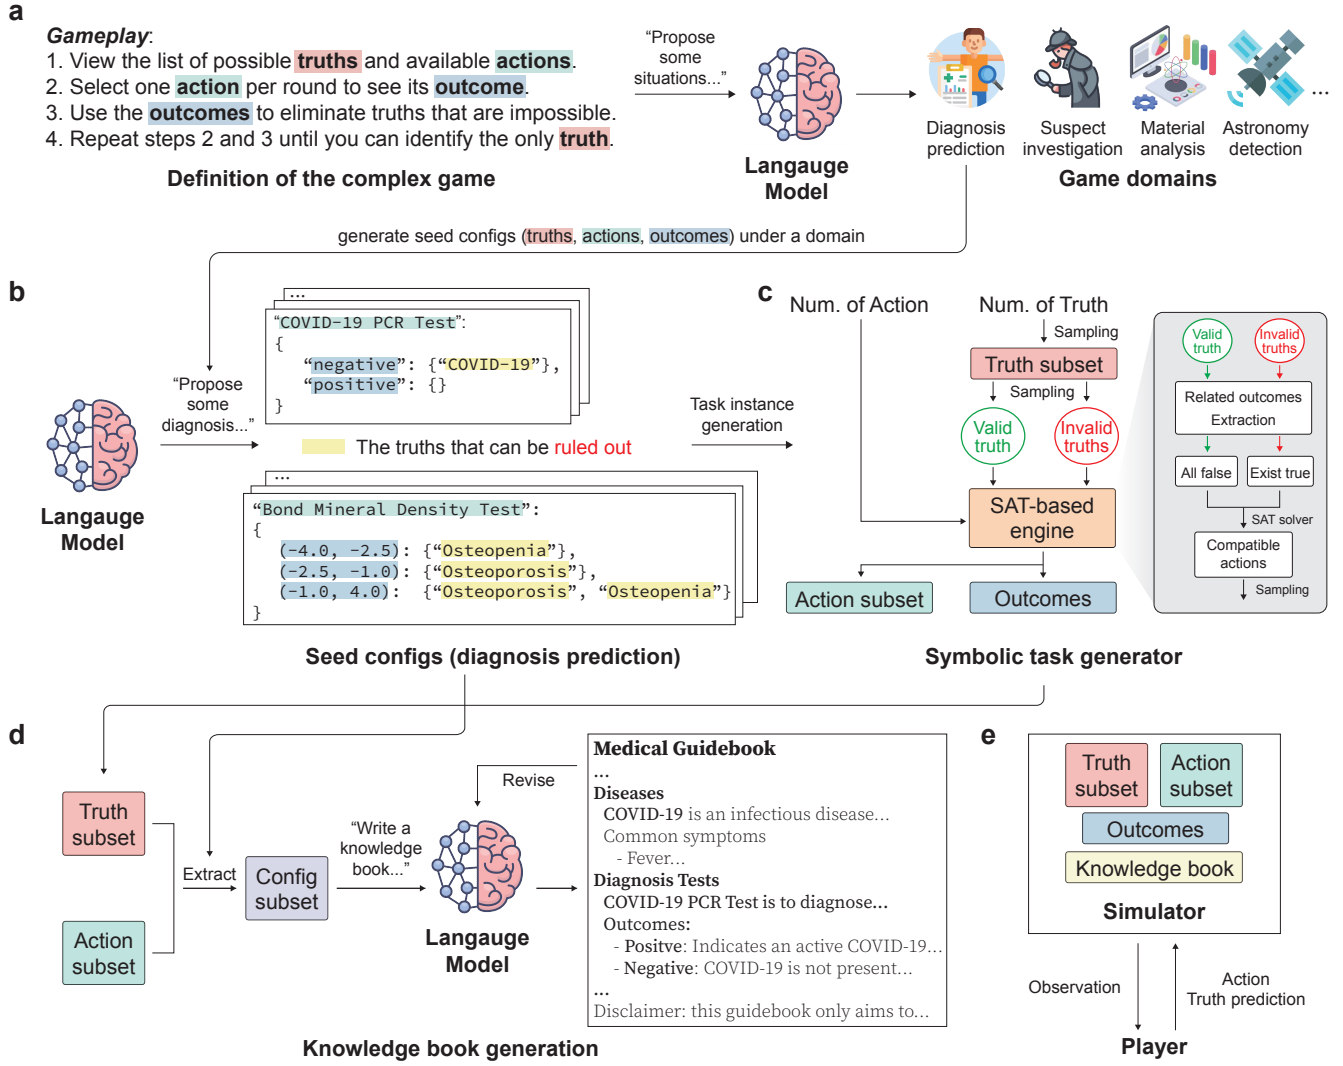 a
Gameplay:
1. View the list of possible truths and available actions.
2. Select one action per round to see its outcome.
3. Use the outcomes to eliminate truths that are impossible.
4. Repeat steps 2 and 3 until you can identify the only truth.
Definition of the complex game
“Propose
some
situations...”
Langauge
Model
Diagnosis
prediction
Suspect
investigation
Material
analysis
Astronomy
detection
...
Game domains
generate seed configs (truths, actions, outcomes) under a domain
b
“Propose
some
diagnosis...”
Langauge
Model
...
“COVID-19 PCR Test”:
{
“negative”: {“COVID-19”},
“positive”: {}
}
The truths that can be ruled out
...
“Bond Mineral Density Test”:
{
(-4.0, -2.5): {“Osteopenia”},
(-2.5, -1.0): {“Osteoporosis”},
(-1.0, 4.0): {“Osteoporosis”, “Osteopenia”}
}
Seed configs (diagnosis prediction)
Task instance
generation
c
Num. of Action
Num. of Truth
Sampling
Truth subset
Sampling
Valid
truth
Invalid
truths
SAT-based
engine
Action subset
Outcomes
Valid
truth
Invalid
truths
Related outcomes
Extraction
All false
Exist true
SAT solver
Compatible
actions
Sampling
Symbolic task generator
d
Truth
subset
Action
subset
Extract
Config
subset
“Write a
knowledge
book...”
Langauge
Model
Revise
Medical Guidebook
...
Diseases
COVID-19 is an infectious disease...
Common symptoms
- Fever...
Diagnosis Tests
COVID-19 PCR Test is to diagnose...
Outcomes:
- Positve: Indicates an active COVID-19...
- Negative: COVID-19 is not present...
...
Disclaimer: this guidebook only aims to...
Knowledge book generation
e
Truth
subset
Action
subset
Outcomes
Knowledge book
Simulator
Observation
Action
Truth prediction
Player